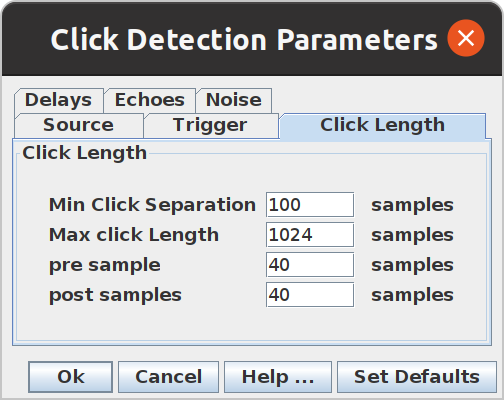 Click Detection Parameters
Delays Echoes Noise
Source Trigger Click Length
Click Length
Min Click Separation 100 samples
Max click Length 1024 samples
pre sample 40 samples
post samples 40 samples
Ok Cancel Help ... Set Defaults